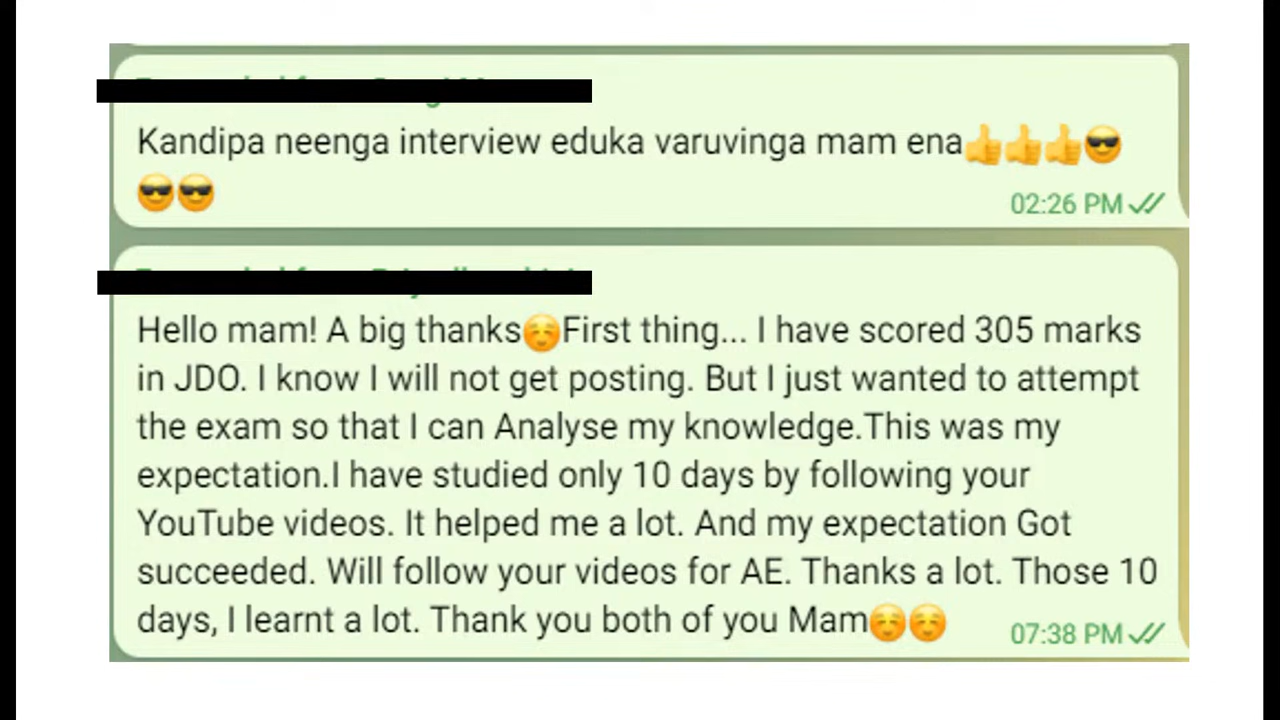 Kandipa neenga interview eduka varuvinga mam ena👍👍👍😎
😎😎
02:26 PM
Hello mam! A big thanks☺️First thing... I have scored 305 marks
in JDO. I know I will not get posting. But I just wanted to attempt
the exam so that I can Analyse my knowledge.This was my
expectation.I have studied only 10 days by following your
YouTube videos. It helped me a lot. And my expectation Got
succeeded. Will follow your videos for AE. Thanks a lot. Those 10
days, I learnt a lot. Thank you both of you Mam☺️☺️
07:38 PM